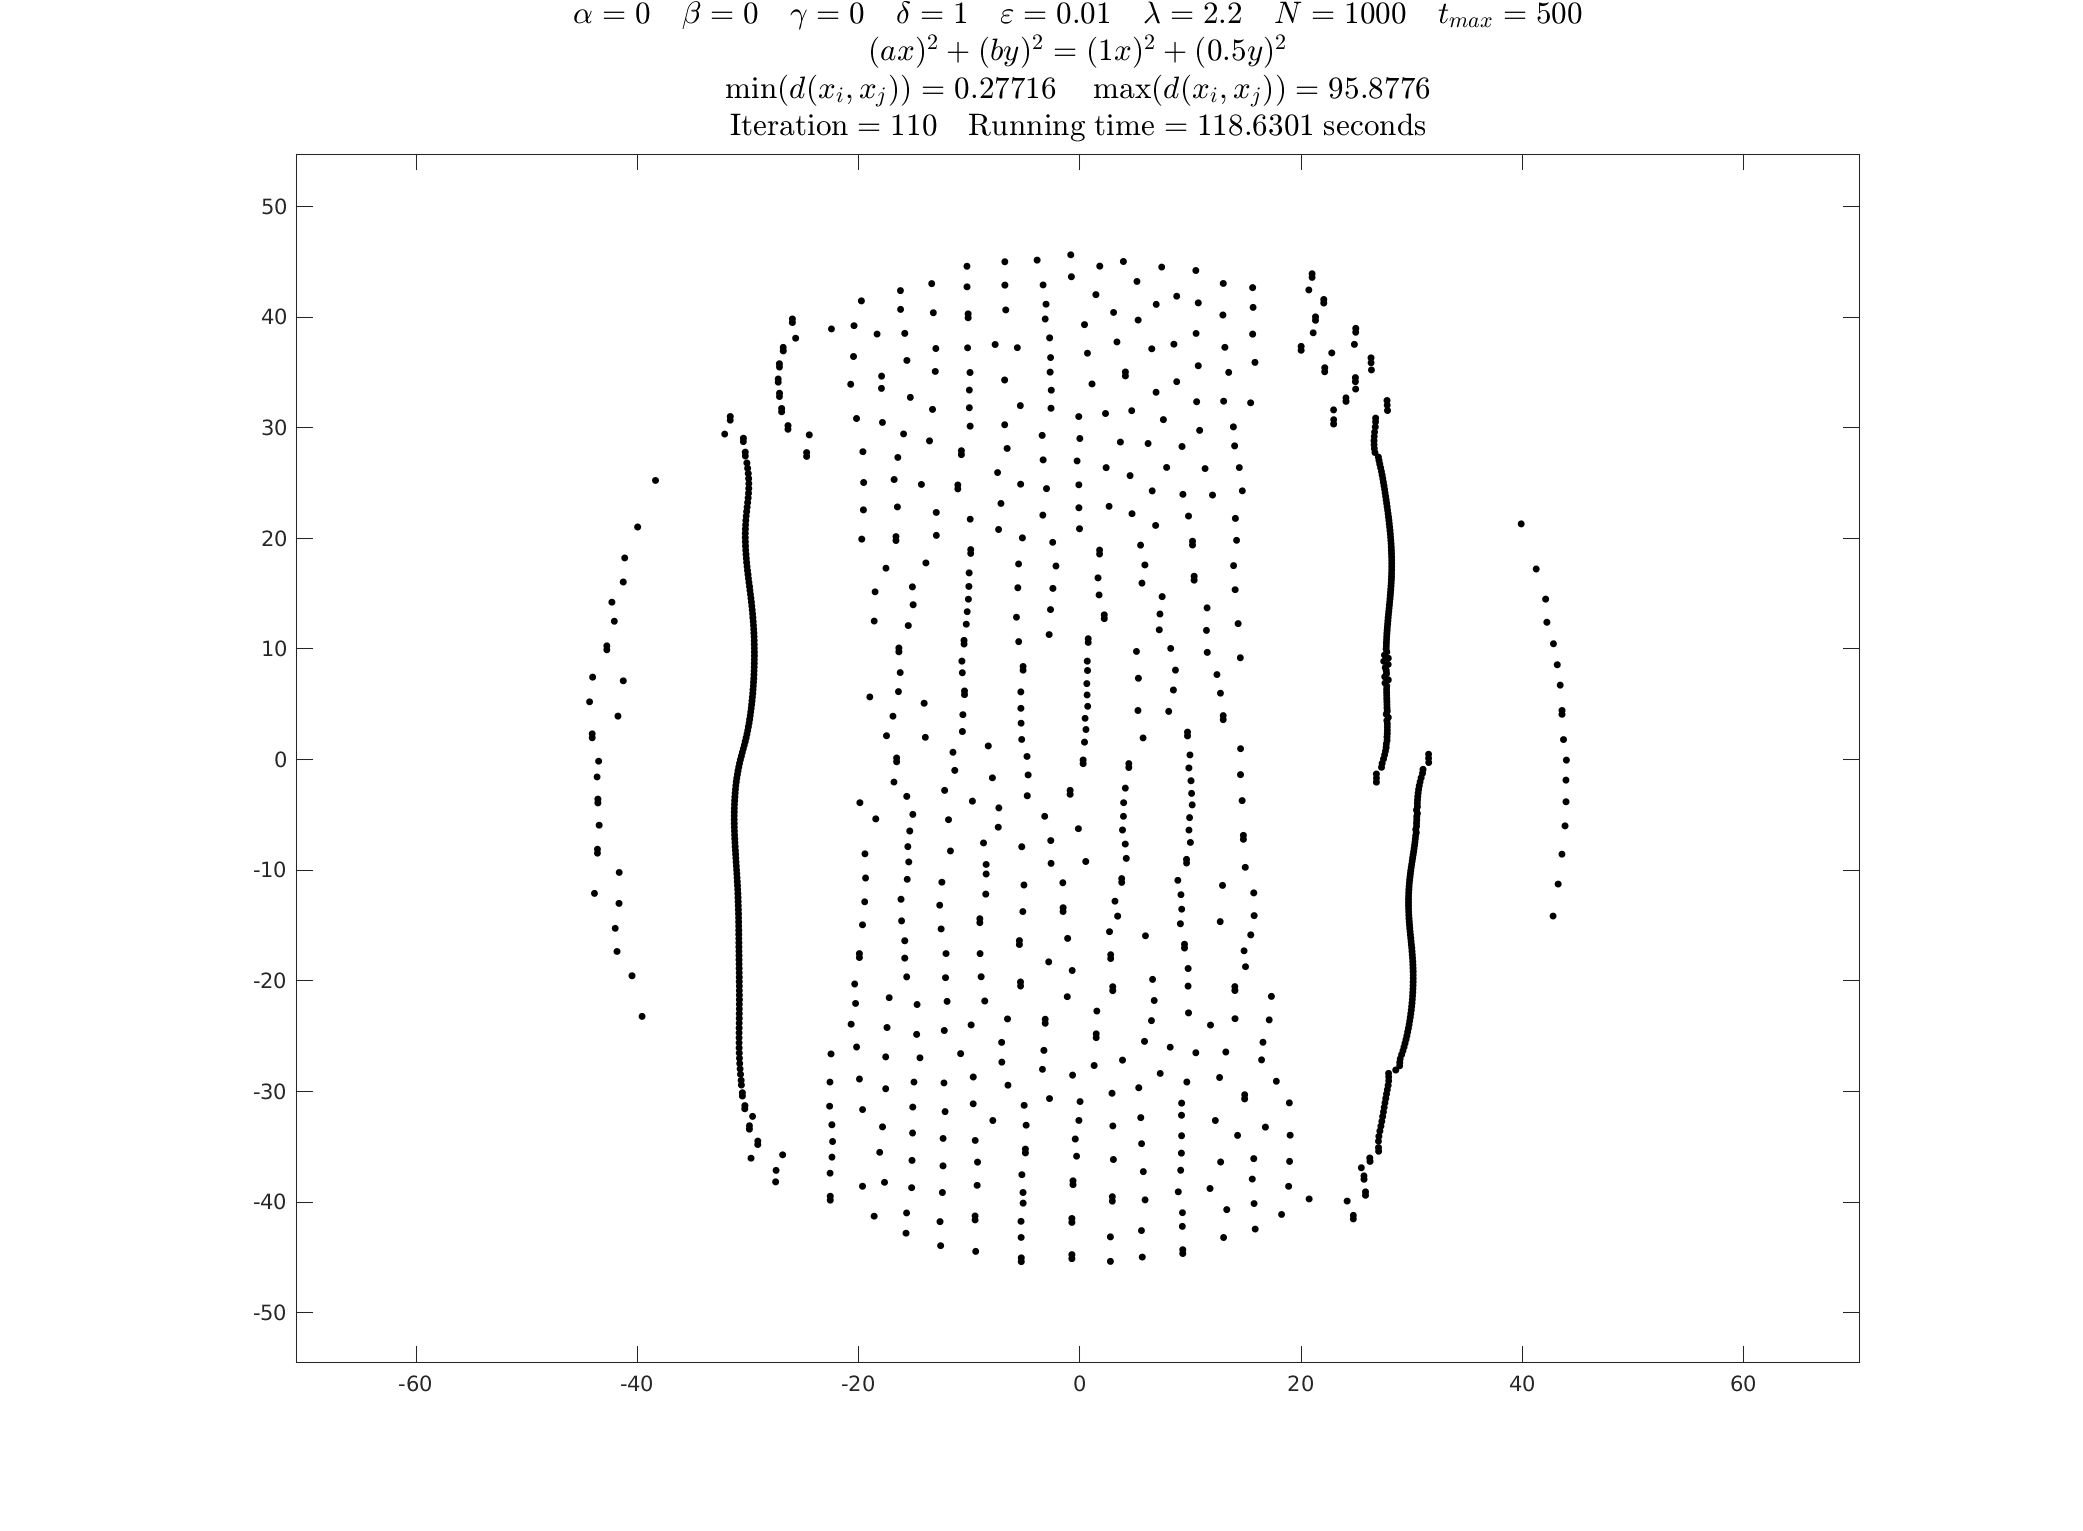 α = 0 β = 0 γ = 0 δ = 1 ε = 0.01 λ = 2.2 N = 1000 t_max = 500
(ax)² + (by)² = (1x)² + (0.5y)²
min(d(x_i, x_j)) = 0.27716 max(d(x_i, x_j)) = 95.8776
Iteration = 110 Running time = 118.6301 seconds
50
40
30
20
10
0
-10
-20
-30
-40
-50
-60 -40 -20 0 20 40 60